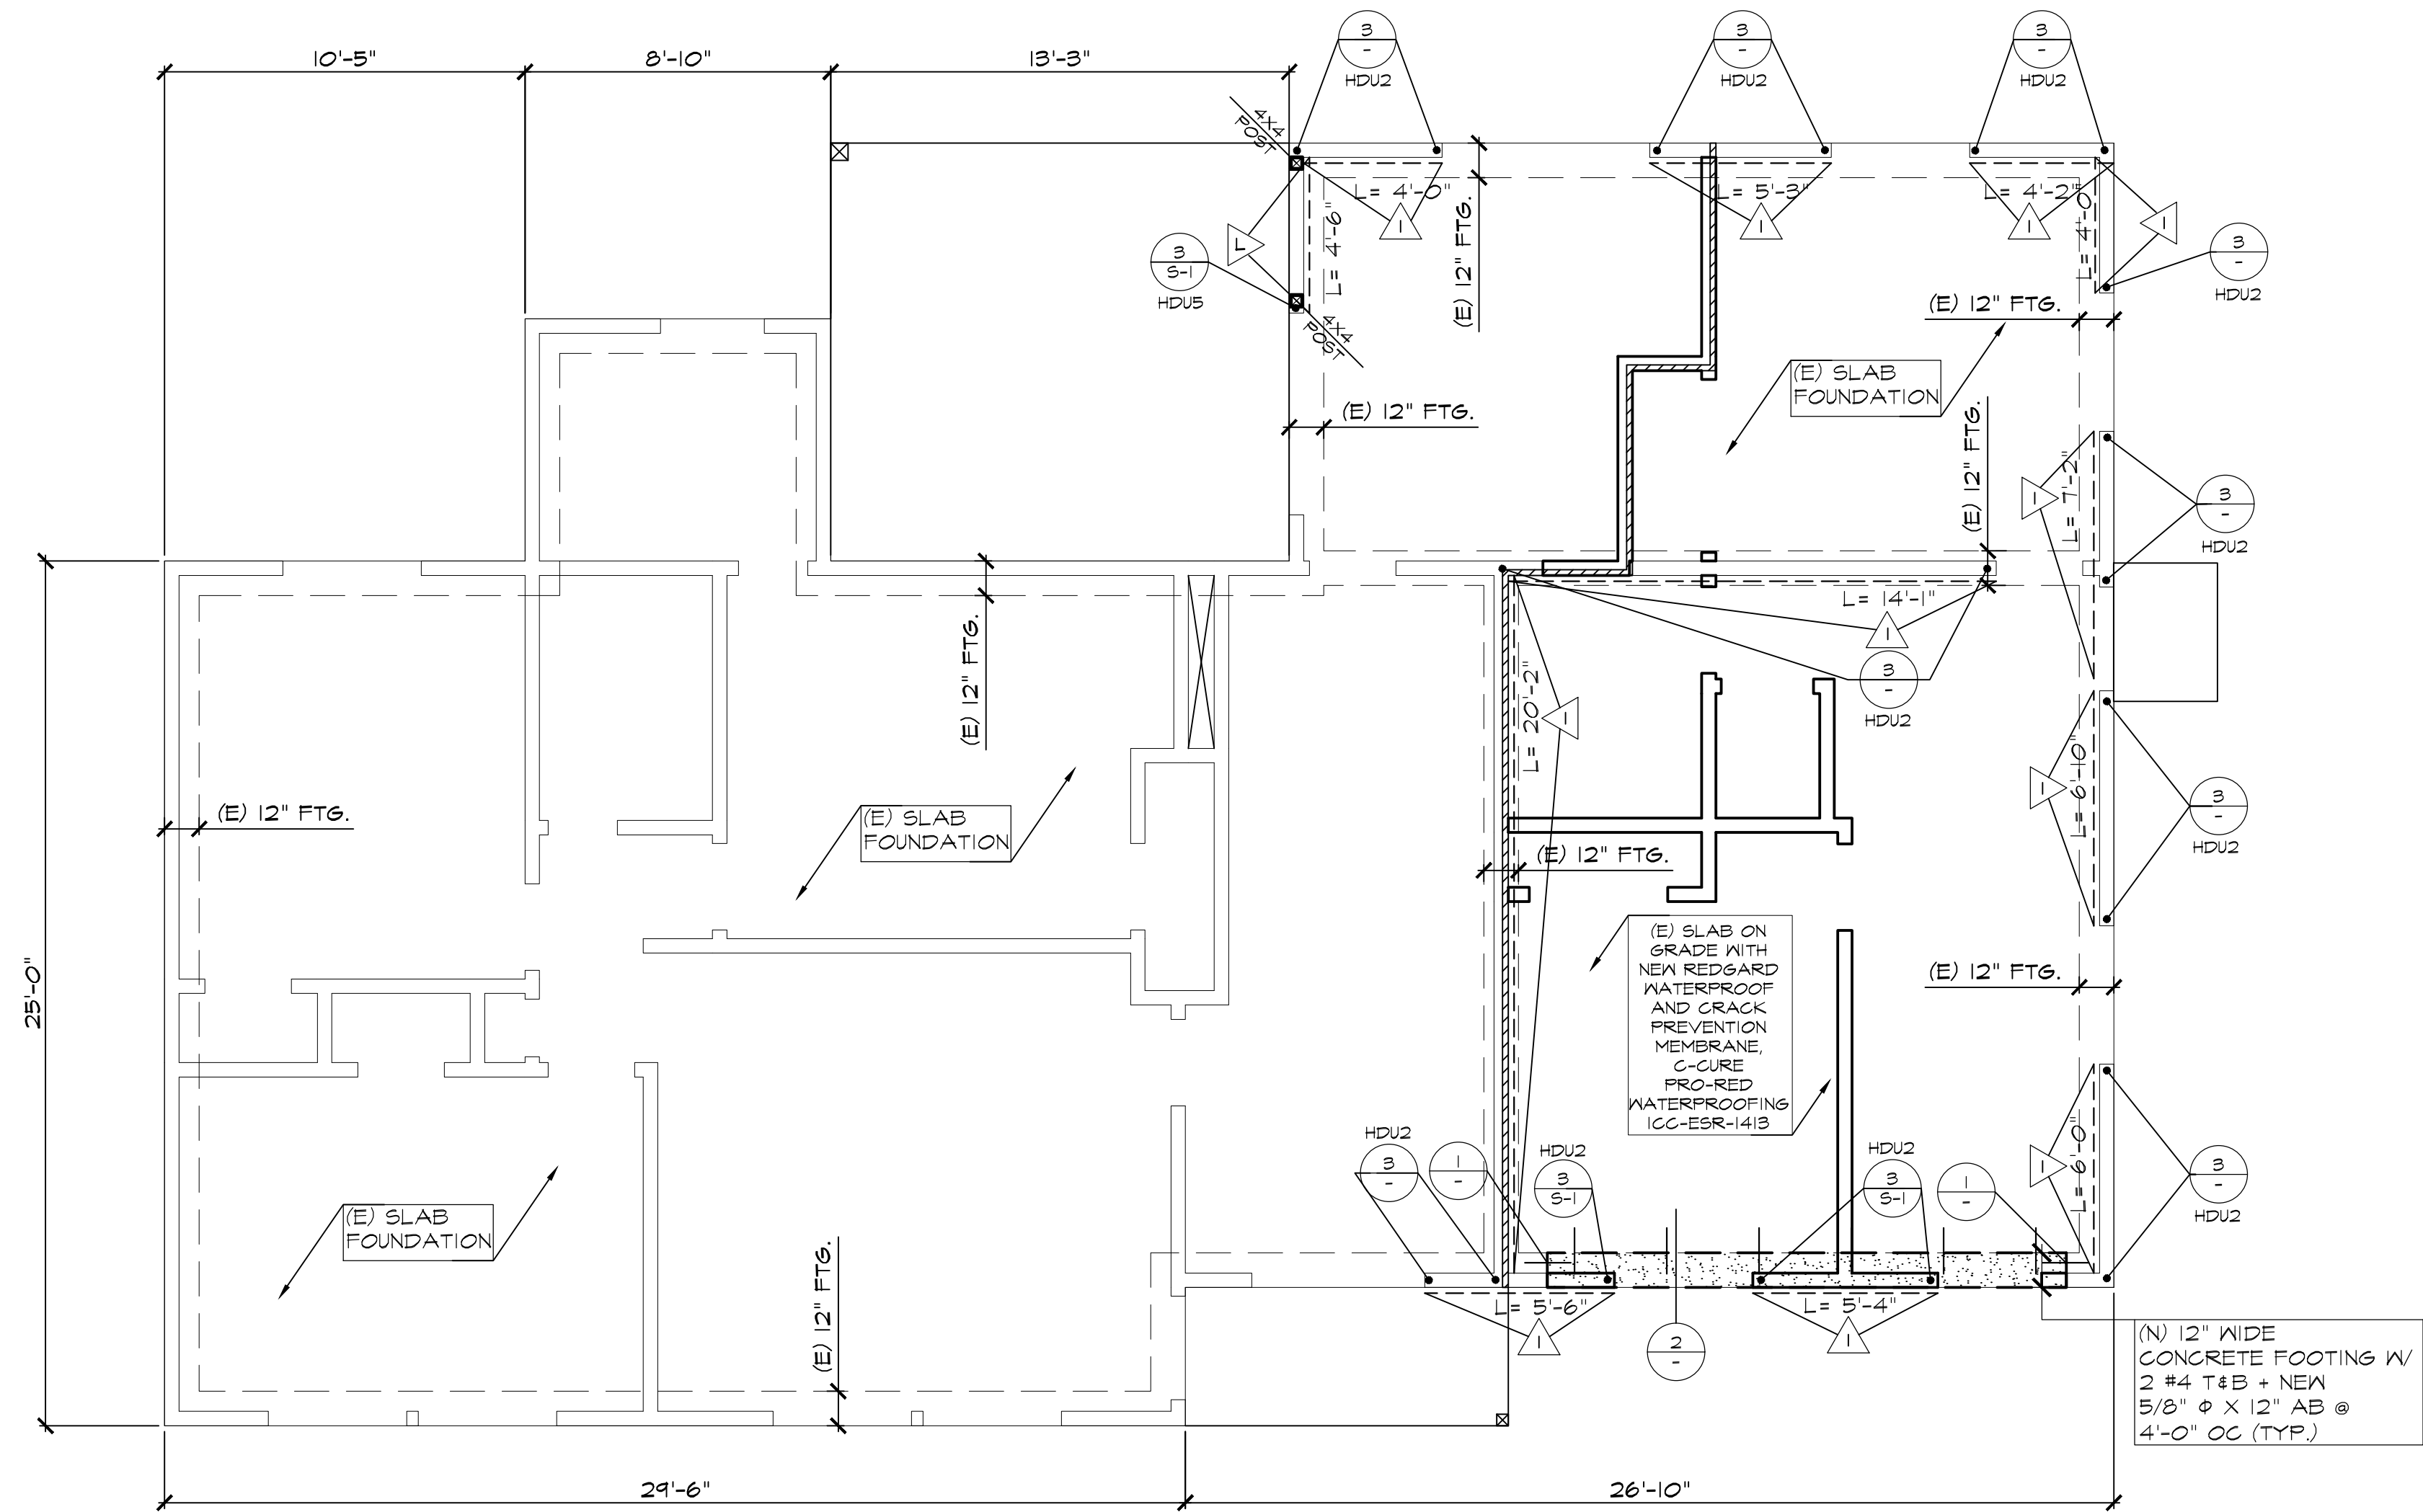 10'-5"
8'-10"
13'-3"
3
-
HDU2
3
-
HDU2
3
-
HDU2
4X4
POST
L= 4'-0"
L= 5'-3"
L= 4'-2"
1
1
1
L
L= 4'-6"
(E) 12" FTG.
L= 4'-0"
1
3
-
HDU2
3
S-1
HDU5
4X4
POST
(E) 12" FTG.
(E) SLAB
FOUNDATION
(E) 12" FTG.
(E) 12" FTG.
L= 7'-2"
1
3
-
HDU2
L= 14'-1"
1
3
-
HDU2
(E) 12" FTG.
L= 20'-2"
1
25'-0"
(E) 12" FTG.
(E) SLAB
FOUNDATION
L= 6'-10"
1
3
-
HDU2
(E) 12" FTG.
(E) SLAB ON
GRADE WITH
NEW REDGARD
WATERPROOF
AND CRACK
PREVENTION
MEMBRANE,
C-CURE
PRO-RED
WATERPROOFING
ICC-ESR-1413
(E) 12" FTG.
HDU2
3
-
1
-
HDU2
3
S-1
HDU2
3
S-1
1
-
L= 6'-0"
1
3
-
HDU2
(E) SLAB
FOUNDATION
(E) 12" FTG.
L= 5'-6"
1
L= 5'-4"
1
2
-
(N) 12" WIDE
CONCRETE FOOTING W/
2 #4 T&B + NEW
5/8" Φ X 12" AB @
4'-0" OC (TYP.)
29'-6"
26'-10"